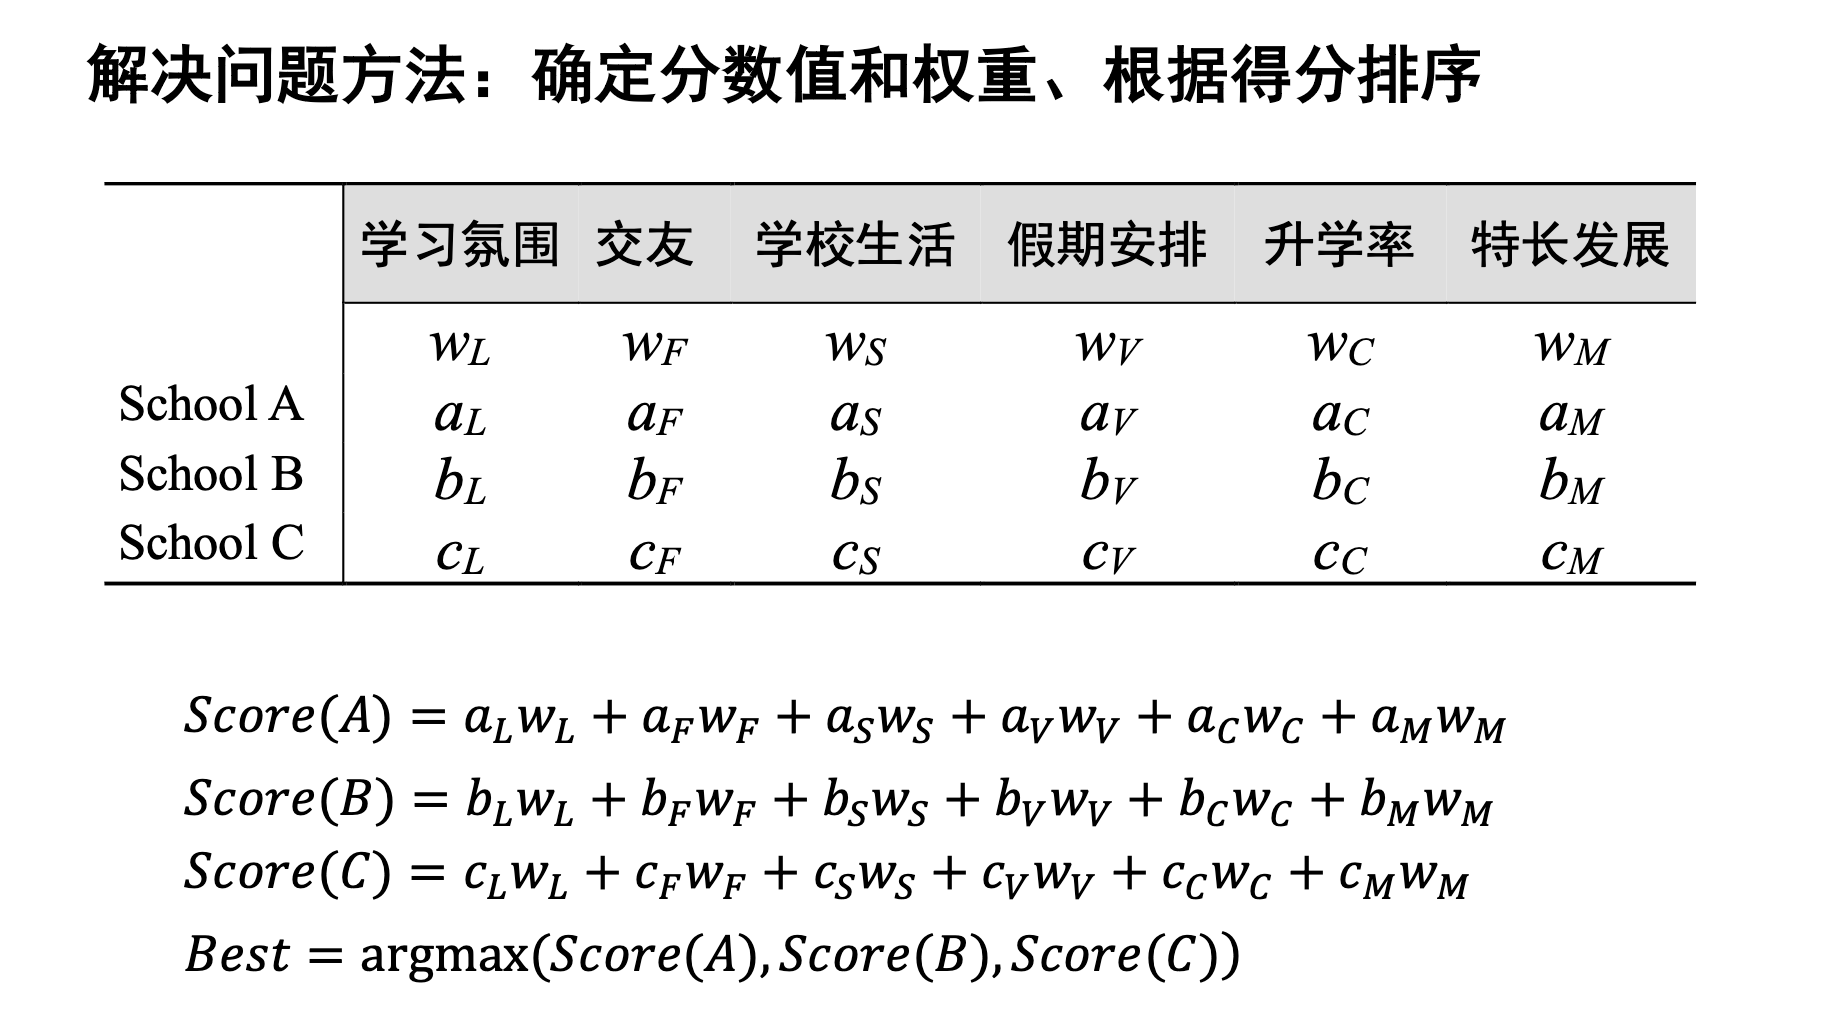 解决问题方法：确定分数值和权重、根据得分排序
学习氛围 交友 学校生活 假期安排 升学率 特长发展
w_L w_F w_S w_V w_C w_M
School A a_L a_F a_S a_V a_C a_M
School B b_L b_F b_S b_V b_C b_M
School C c_L c_F c_S c_V c_C c_M
Score(A) = a_L w_L + a_F w_F + a_S w_S + a_V w_V + a_C w_C + a_M w_M
Score(B) = b_L w_L + b_F w_F + b_S w_S + b_V w_V + b_C w_C + b_M w_M
Score(C) = c_L w_L + c_F w_F + c_S w_S + c_V w_V + c_C w_C + c_M w_M
Best = argmax(Score(A), Score(B), Score(C))